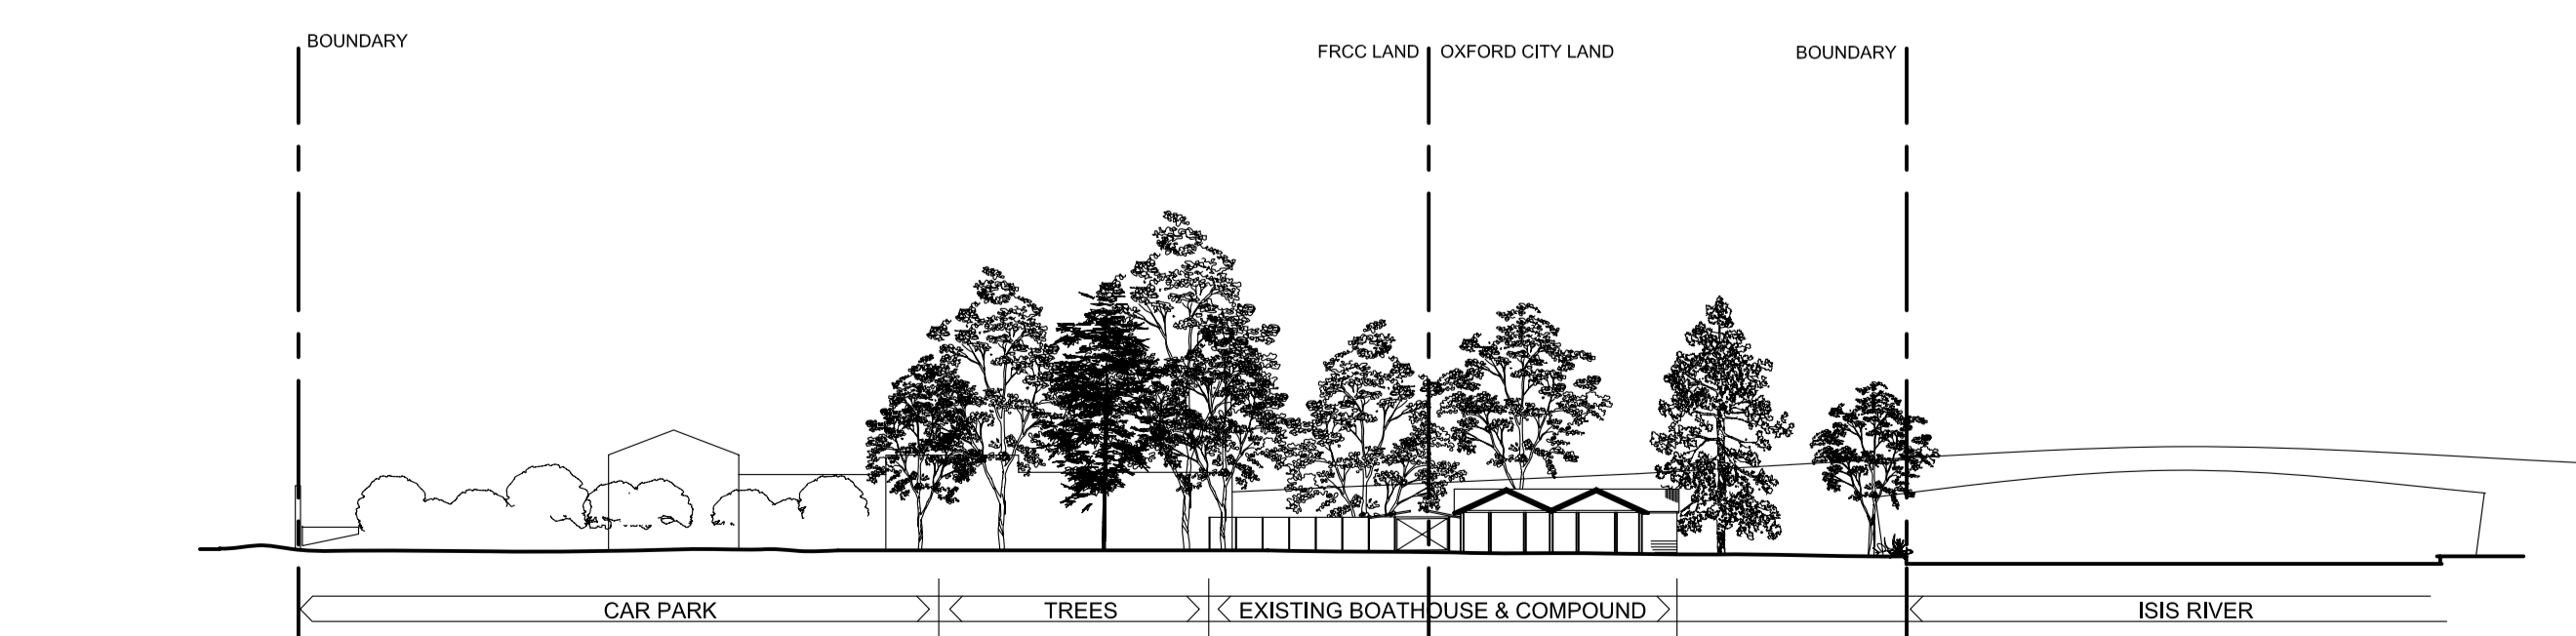 BOUNDARY
FRCC LAND
OXFORD CITY LAND
BOUNDARY
CAR PARK
TREES
EXISTING BOATHOUSE & COMPOUND
ISIS RIVER